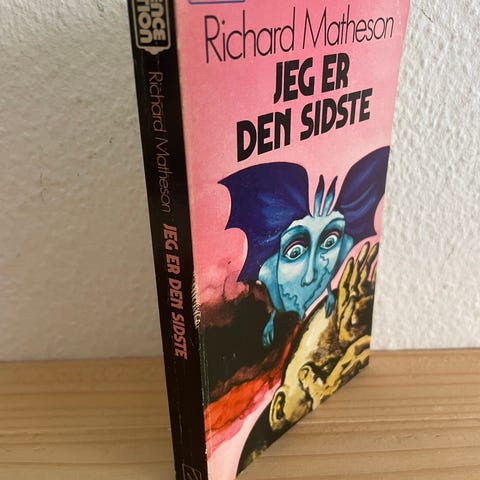 Richard Matheson
JEG ER
DEN SIDSTE
Richard Matheson
JEG ER DEN SIDSTE